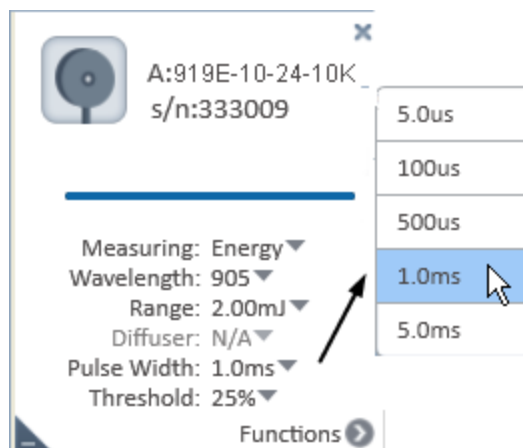 A:919E-10-24-10K
s/n:333009
Measuring: Energy
Wavelength: 905
Range: 2.00mJ
Diffuser: N/A
Pulse Width: 1.0ms
Threshold: 25%
Functions
5.0us
100us
500us
1.0ms
5.0ms